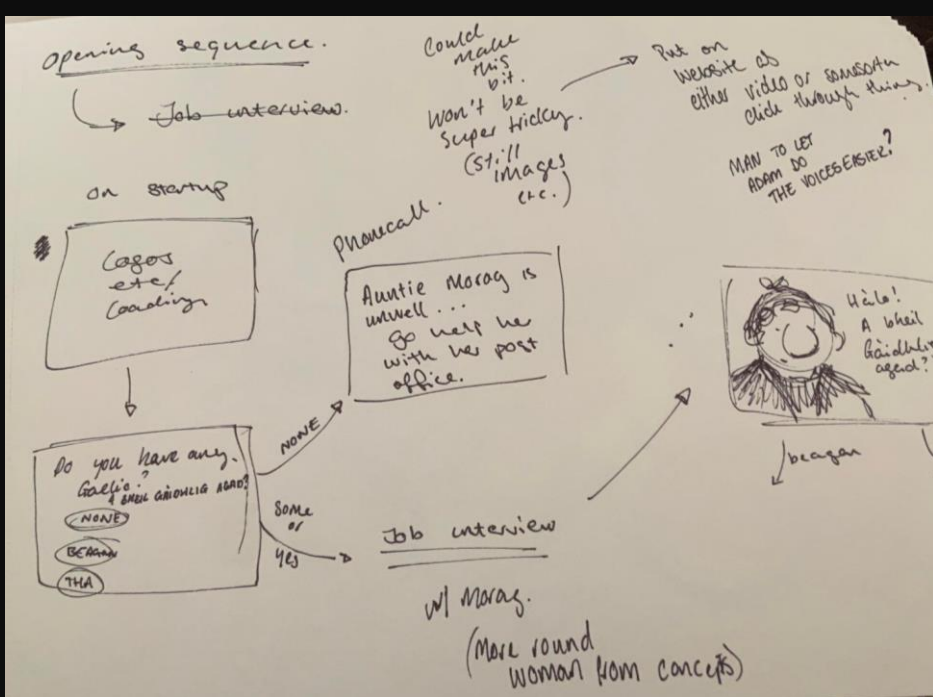 Opening sequence.
Job interview.
Could
make
this
bit.
Won't be
super tricky.
(still
images
etc.)
Put on
website as
either video or somesorta
click through thing.
MAN TO LET
ADAM DO
THE VOICES EASIER?
on startup
Logos
etc/
Loading
Phonecall.
Auntie Morag is
unwell...
Go help her
with her post
office.
Do you have any
Gaelic?
A BHEIL GÀIDHLIG AGAD?
NONE
BEAGAN
THA
NONE
Some
or
Yes
Job interview
w/ Morag.
(More round
woman from concepts)
Hàlo!
A bheil
Gàidhlig
agad?
beagan